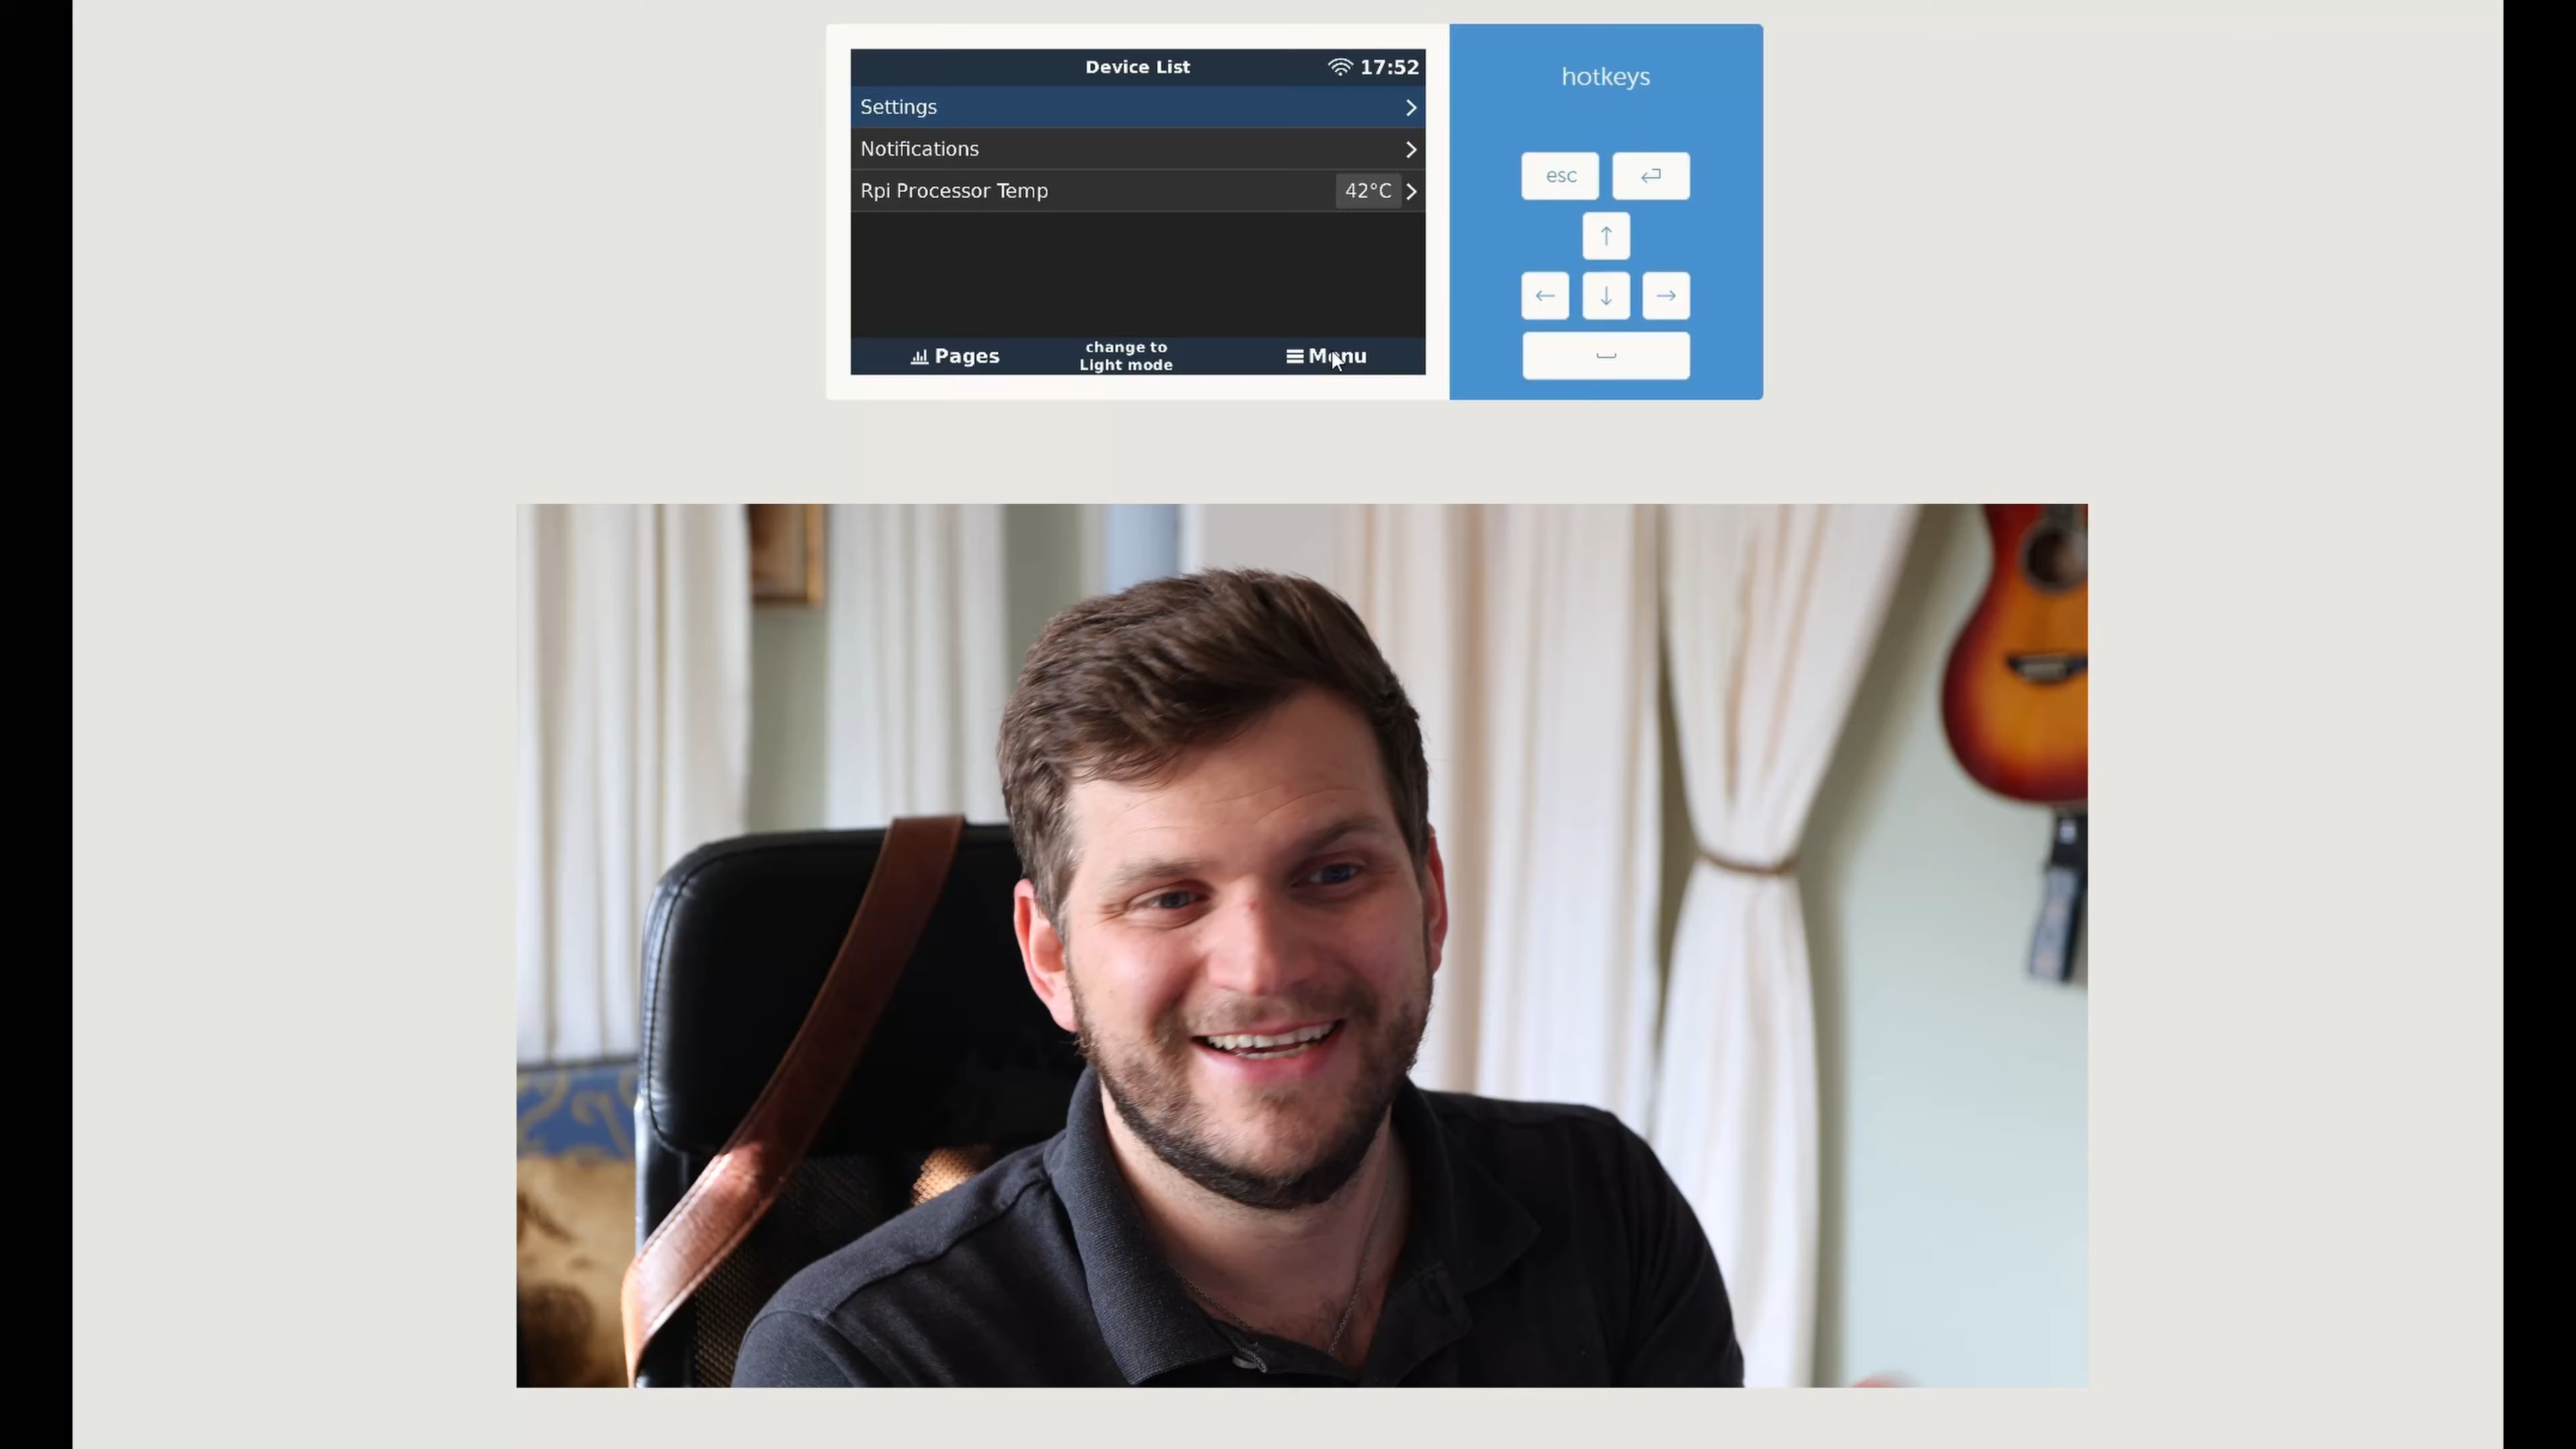 Device List 17:52
Settings
Notifications
Rpi Processor Temp 42°C
Pages change to Light mode Menu
hotkeys
esc